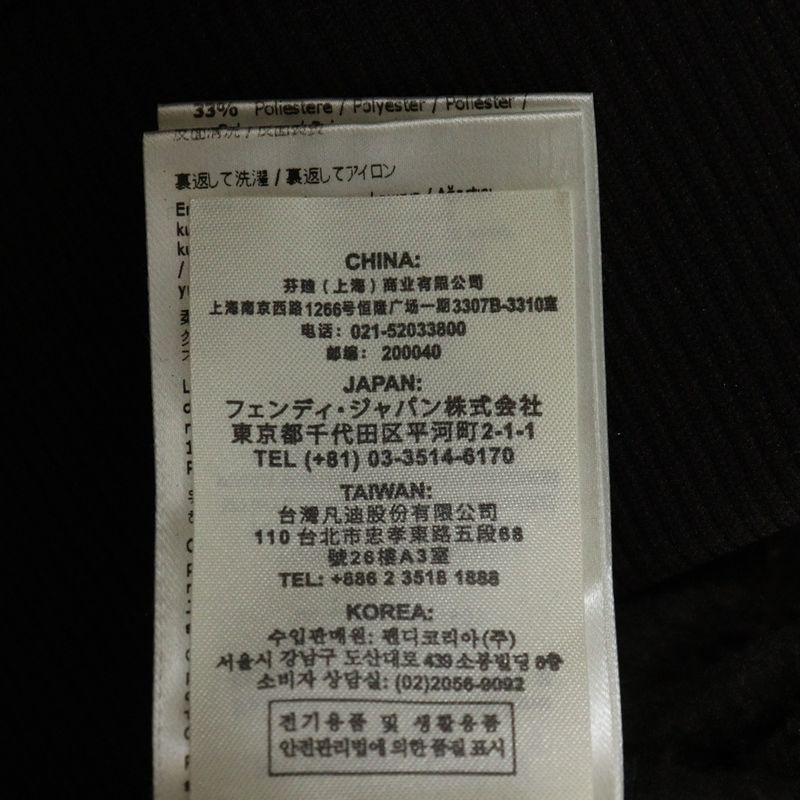 33% Poliestere / Polyester / Poliéster /
裏返して洗濯 / 裏返してアイロン
CHINA:
芬迪（上海）商业有限公司
上海南京西路1266号恒隆广场一期3307B-3310室
电话：021-52033800
邮编：200040
JAPAN:
フェンディ・ジャパン株式会社
東京都千代田区平河町2-1-1
TEL (+81) 03-3514-6170
TAIWAN:
台灣凡迪股份有限公司
110 台北市忠孝東路五段68
號26樓A3室
TEL: +886 2 3518 1888
KOREA:
수입판매원: 펜디코리아(주)
서울시 강남구 도산대로 439 소봉빌딩 8층
소비자 상담실: (02)2056-9092
전기용품 및 생활용품
안전관리법에 의한 품질 표시